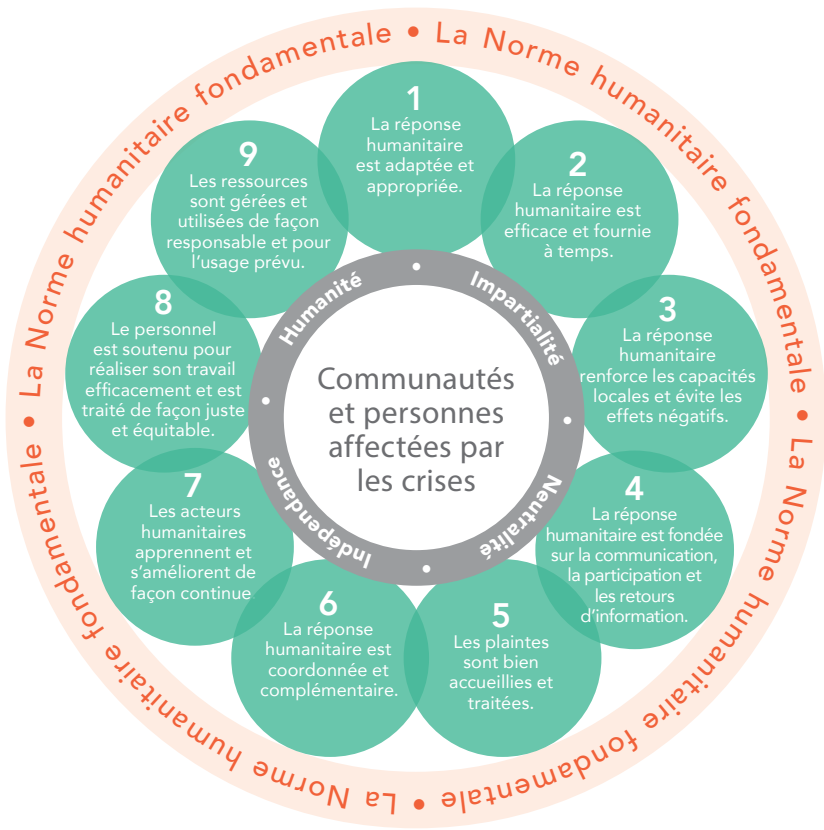 La Norme humanitaire fondamentale • La Norme humanitaire fondamentale • La Norme humanitaire fondamentale • La Norme humanitaire fondamentale •
1
La réponse
humanitaire
est adaptée et
appropriée.
2
La réponse
humanitaire est
efficace et fournie
à temps.
3
La réponse
humanitaire
renforce les capacités
locales et évite les
effets négatifs.
4
La réponse
humanitaire est fondée
sur la communication,
la participation et
les retours
d'information.
5
Les plaintes
sont bien
accueillies et
traitées.
6
La réponse
humanitaire est
coordonnée et
complémentaire.
7
Les acteurs
humanitaires
apprennent et
s'améliorent de
façon continue.
8
Le personnel
est soutenu pour
réaliser son travail
efficacement et est
traité de façon juste
et équitable.
9
Les ressources
sont gérées et
utilisées de façon
responsable et pour
l'usage prévu.
Humanité • Impartialité • Neutralité • Indépendance •
Communautés
et personnes
affectées par
les crises